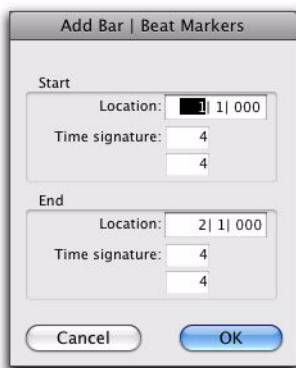 Add Bar | Beat Markers
Start
Location: 1| 1| 000
Time signature: 4
4
End
Location: 2| 1| 000
Time signature: 4
4
Cancel OK